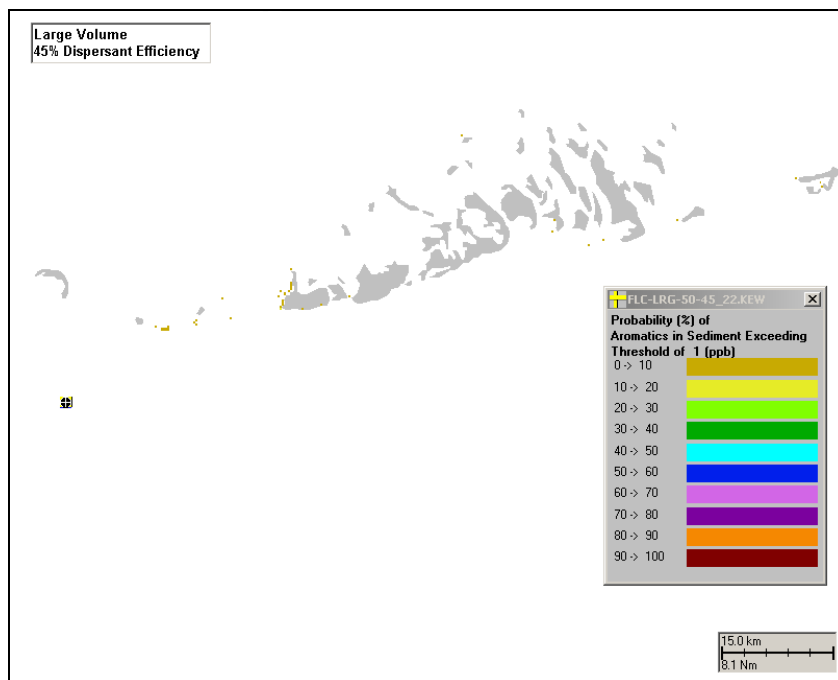 Large Volume
45% Dispersant Efficiency
FLC-LRG-50-45_22.KEW
Probability (%) of
Aromatics in Sediment Exceeding
Threshold of 1 (ppb)
0 -> 10
10 -> 20
20 -> 30
30 -> 40
40 -> 50
50 -> 60
60 -> 70
70 -> 80
80 -> 90
90 -> 100
15.0 km
8.1 Nm